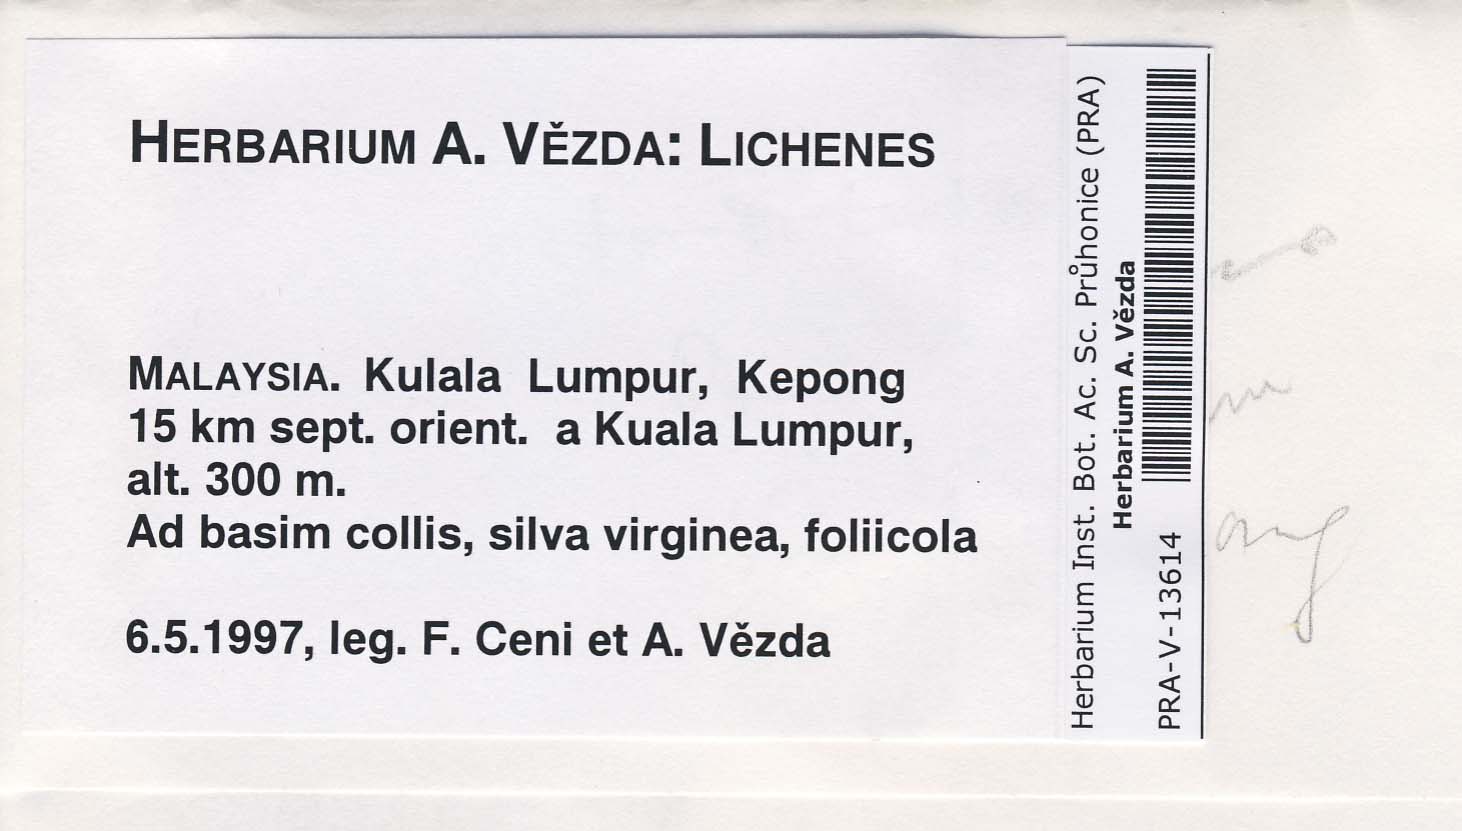 HERBARIUM A. VĚZDA: LICHENES
MALAYSIA. Kulala Lumpur, Kepong
15 km sept. orient. a Kuala Lumpur,
alt. 300 m.
Ad basim collis, silva virginea, foliicola
6.5.1997, leg. F. Ceni et A. Vězda
Herbarium Inst. Bot. Ac. Sc. Průhonice (PRA)
Herbarium A. Vězda
PRA-V-13614